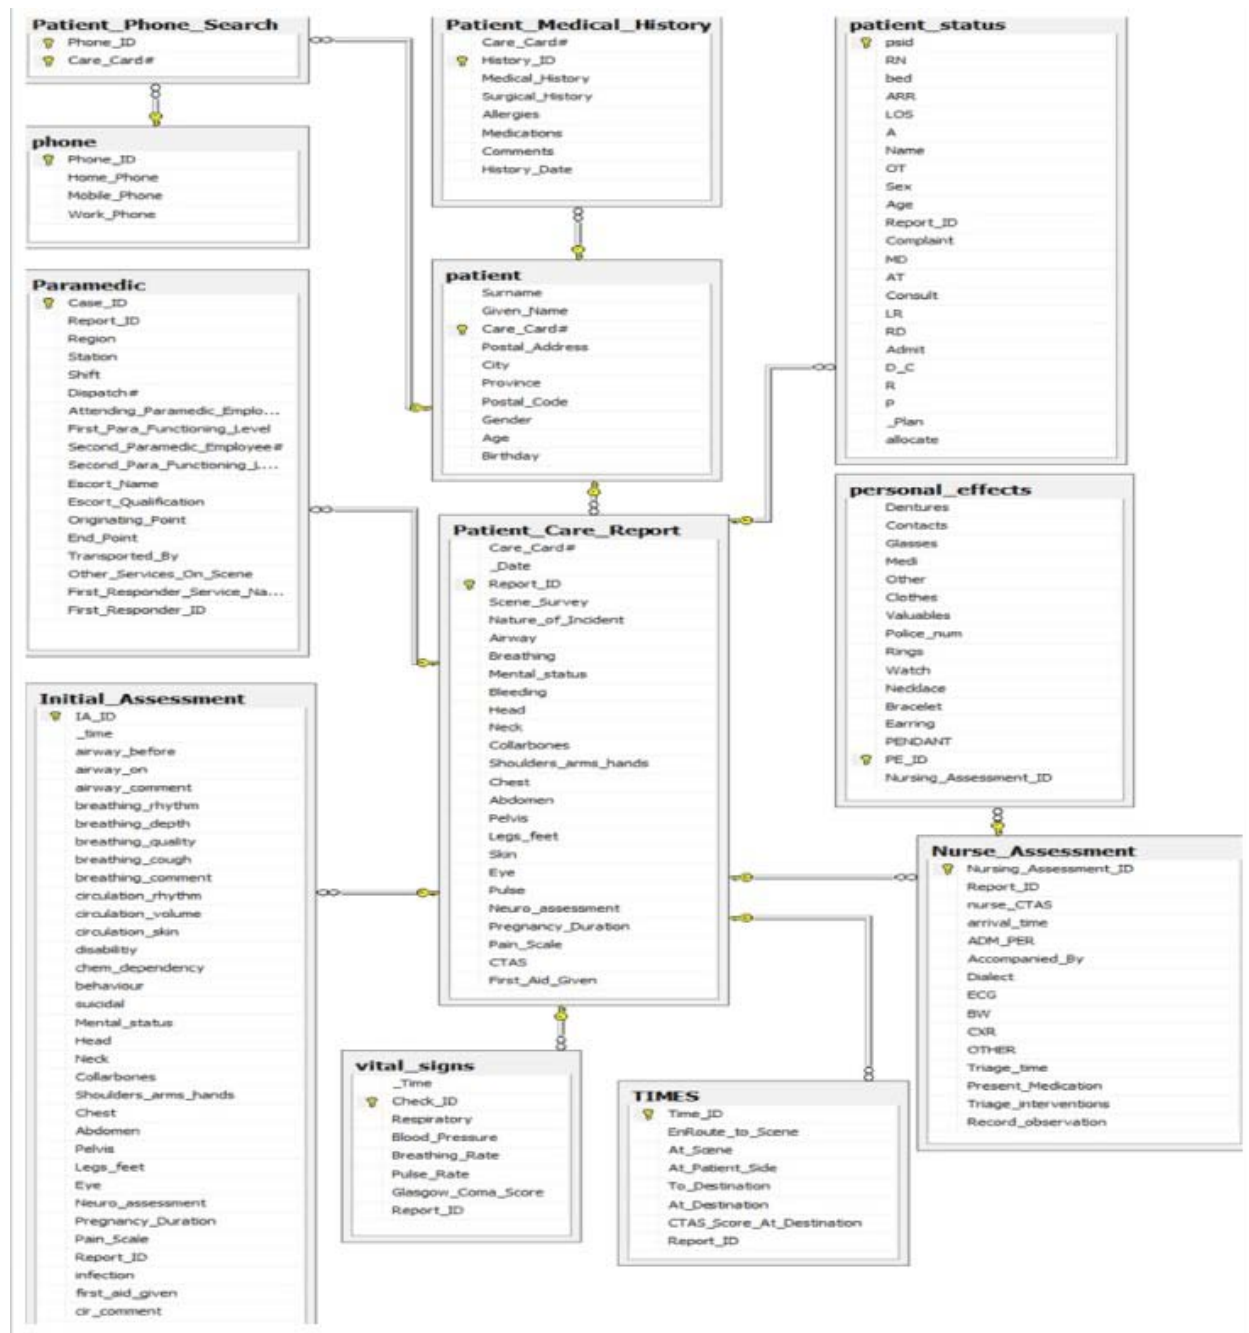 Patient_Phone_Search
Phone_ID
Care_Card#
phone
Phone_ID
Home_Phone
Mobile_Phone
Work_Phone
Paramedic
Case_ID
Report_ID
Region
Station
Shift
Dispatch#
Attending_Paramedic_Emplo...
First_Para_Functioning_Level
Second_Paramedic_Employee#
Second_Para_Functioning_L...
Escort_Name
Escort_Qualification
Originating_Point
End_Point
Transported_By
Other_Services_On_Scene
First_Responder_Service_Na...
First_Responder_ID
Initial_Assessment
IA_ID
_time
airway_before
airway_on
airway_comment
breathing_rhythm
breathing_depth
breathing_quality
breathing_cough
breathing_comment
circulation_rhythm
circulation_volume
circulation_skin
disabilitiy
chem_dependency
behaviour
suicidal
Mental_status
Head
Neck
Collarbones
Shoulders_arms_hands
Chest
Abdomen
Pelvis
Legs_feet
Eye
Neuro_assessment
Pregnancy_Duration
Pain_Scale
Report_ID
infection
first_aid_given
cir_comment
Patient_Medical_History
Care_Card#
History_ID
Medical_History
Surgical_History
Allergies
Medications
Comments
History_Date
patient
Surname
Given_Name
Care_Card#
Postal_Address
City
Province
Postal_Code
Gender
Age
Birthday
Patient_Care_Report
Care_Card#
_Date
Report_ID
Scene_Survey
Nature_of_Incident
Airway
Breathing
Mental_status
Bleeding
Head
Neck
Collarbones
Shoulders_arms_hands
Chest
Abdomen
Pelvis
Legs_feet
Skin
Eye
Pulse
Neuro_assessment
Pregnancy_Duration
Pain_Scale
CTAS
First_Aid_Given
vital_signs
_Time
Check_ID
Respiratory
Blood_Pressure
Breathing_Rate
Pulse_Rate
Glasgow_Coma_Score
Report_ID
patient_status
psid
RN
bed
ARR
LOS
A
Name
OT
Sex
Age
Report_ID
Complaint
MD
AT
Consult
LR
RD
Admit
D_C
R
P
_Plan
allocate
personal_effects
Dentures
Contacts
Glasses
Medi
Other
Clothes
Valuables
Police_num
Rings
Watch
Necklace
Bracelet
Earring
PENDANT
PE_ID
Nursing_Assessment_ID
Nurse_Assessment
Nursing_Assessment_ID
Report_ID
nurse_CTAS
arrival_time
ADM_PER
Accompanied_By
Dialect
ECG
BW
CXR
OTHER
Triage_time
Present_Medication
Triage_interventions
Record_observation
TIMES
Time_ID
EnRoute_to_Scene
At_Scene
At_Patient_Side
To_Destination
At_Destination
CTAS_Score_At_Destination
Report_ID